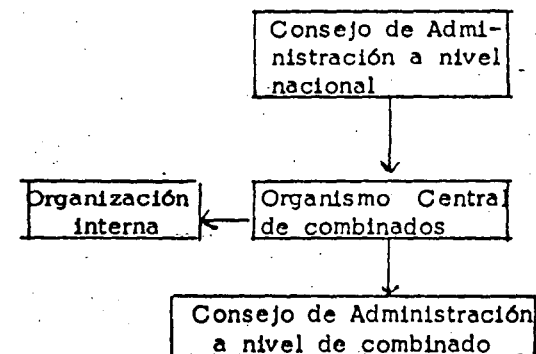 Consejo de Admi-
nistración a nivel
nacional
Organización
interna
Organismo Central
de combinados
Consejo de Administración
a nivel de combinado